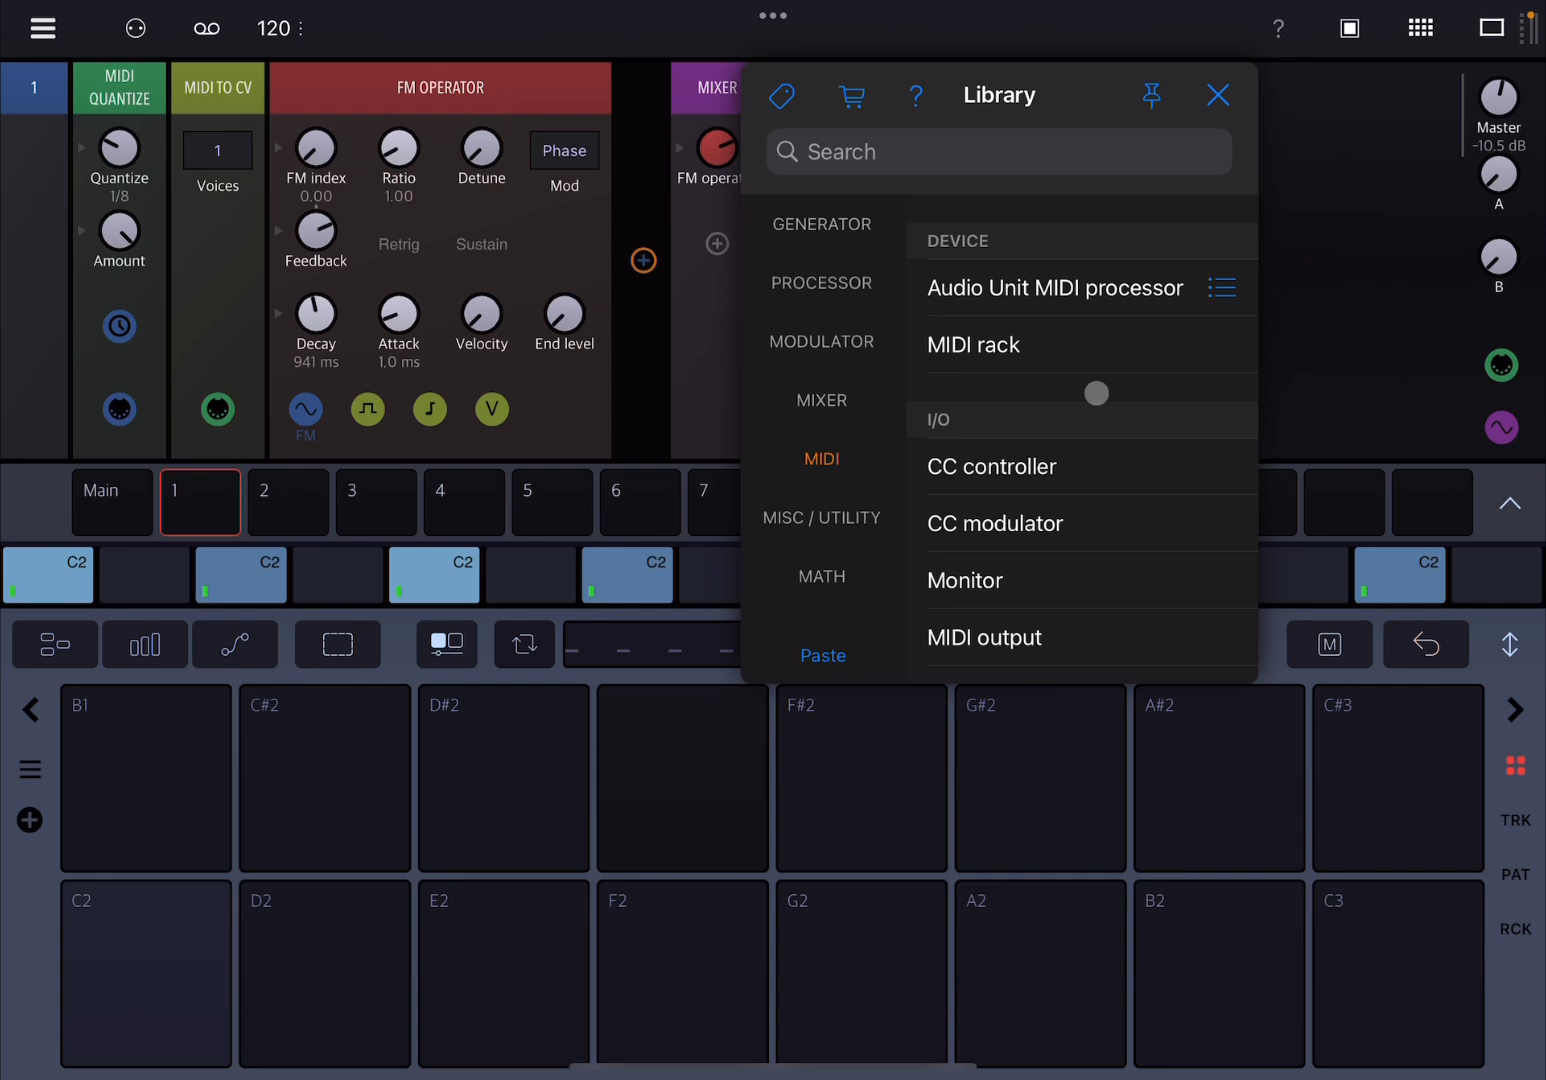 120
?
1
MIDI
QUANTIZE
MIDI TO CV
FM OPERATOR
MIXER
Quantize
1/8
Amount
1
Voices
FM index
0.00
Ratio
1.00
Detune
Phase
Mod
Feedback
Retrig
Sustain
Decay
941 ms
Attack
1.0 ms
Velocity
End level
FM
V
FM operat
? Library
Search
GENERATOR
PROCESSOR
MODULATOR
MIXER
MIDI
MISC / UTILITY
MATH
Paste
DEVICE
Audio Unit MIDI processor
MIDI rack
I/O
CC controller
CC modulator
Monitor
MIDI output
Master
-10.5 dB
A
B
Main 1 2 3 4 5 6 7
C2 C2 C2 C2 C2
M
B1 C#2 D#2 F#2 G#2 A#2 C#3
TRK
PAT
C2 D2 E2 F2 G2 A2 B2 C3
RCK